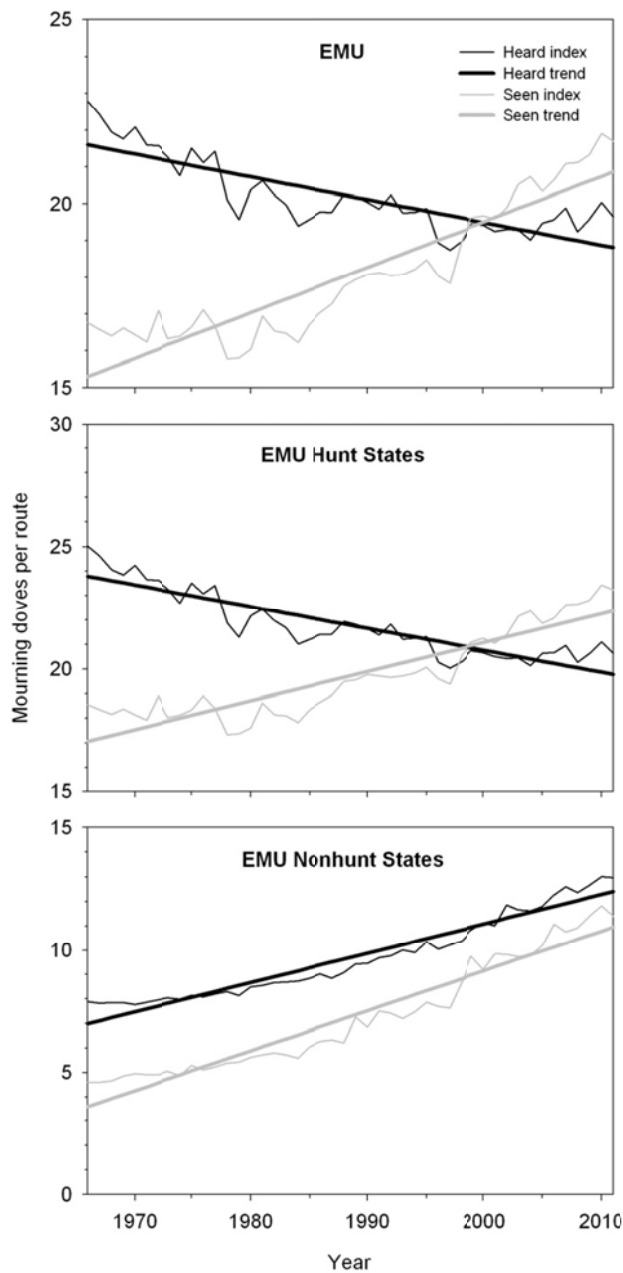 25
EMU
Heard index
Heard trend
Seen index
Seen trend
20
15
30
EMU Hunt States
25
20
15
Mourning doves per route
15
EMU Nonhunt States
10
5
0
1970 1980 1990 2000 2010
Year